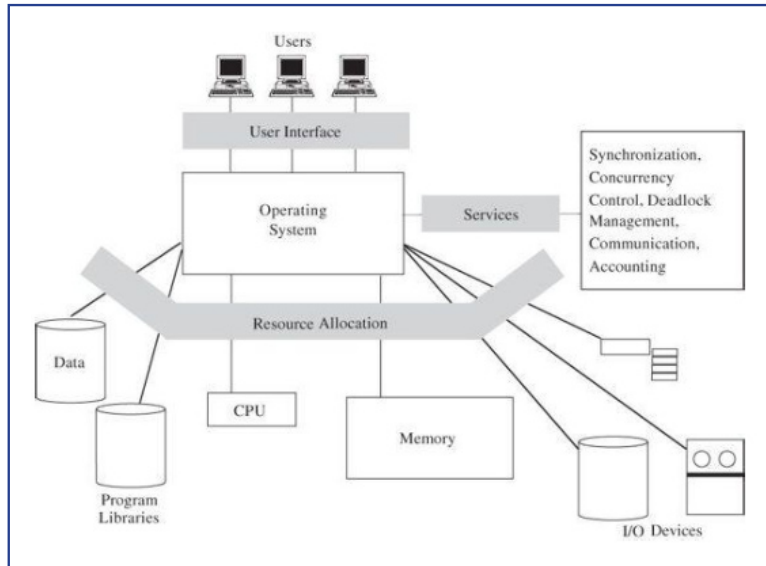 Users
User Interface
Operating
System
Services
Synchronization,
Concurrency
Control, Deadlock
Management,
Communication,
Accounting
Resource Allocation
Data
CPU
Memory
Program
Libraries
I/O Devices